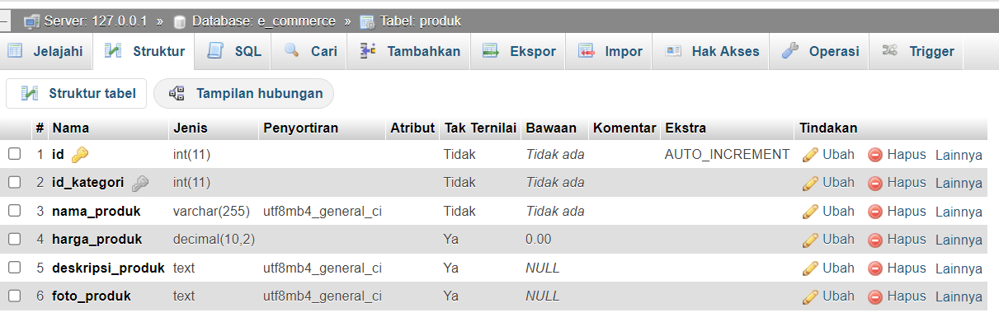 Server: 127.0.0.1 » Database: e_commerce » Tabel: produk
Jelajahi Struktur SQL Cari Tambahkan Ekspor Impor Hak Akses Operasi Trigger
Struktur tabel Tampilan hubungan
# Nama Jenis Penyortiran Atribut Tak Ternilai Bawaan Komentar Ekstra Tindakan
1 id int(11) Tidak Tidak ada AUTO_INCREMENT Ubah Hapus Lainnya
2 id_kategori int(11) Tidak Tidak ada Ubah Hapus Lainnya
3 nama_produk varchar(255) utf8mb4_general_ci Tidak Tidak ada Ubah Hapus Lainnya
4 harga_produk decimal(10,2) Ya 0.00 Ubah Hapus Lainnya
5 deskripsi_produk text utf8mb4_general_ci Ya NULL Ubah Hapus Lainnya
6 foto_produk text utf8mb4_general_ci Ya NULL Ubah Hapus Lainnya